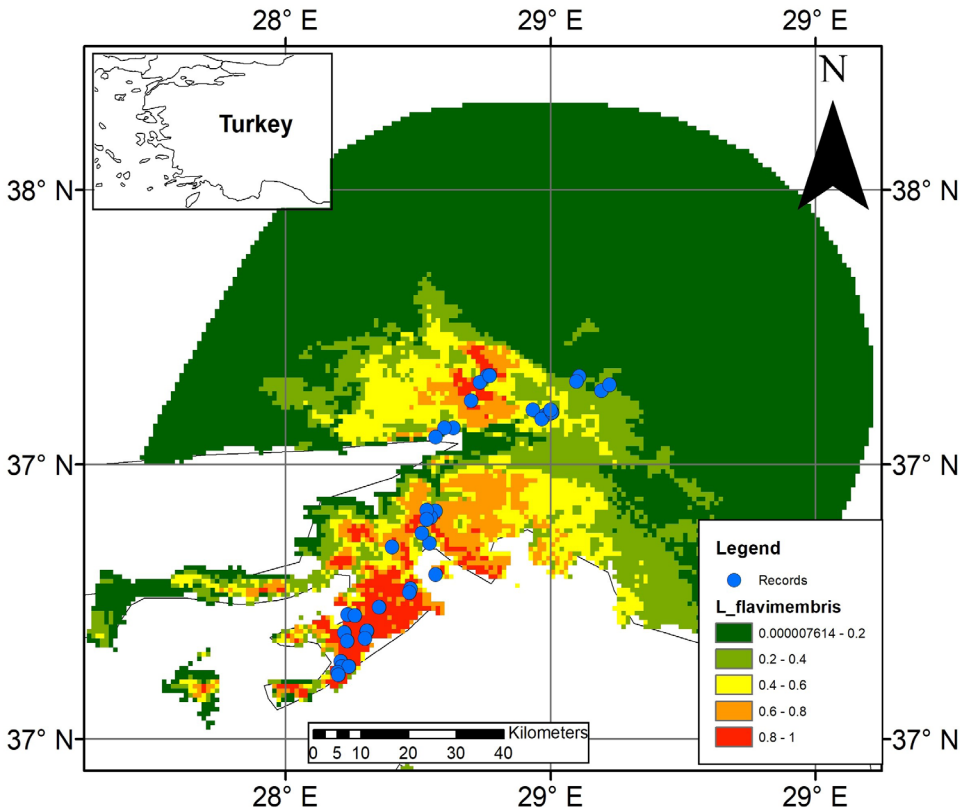 28° E
29° E
29° E
N
Turkey
38° N
38° N
37° N
37° N
Legend
Records
L_flavimembris
0.000007614 - 0.2
0.2 - 0.4
0.4 - 0.6
0.6 - 0.8
0.8 - 1
Kilometers
0 5 10 20 30 40
37° N
37° N
28° E
29° E
29° E